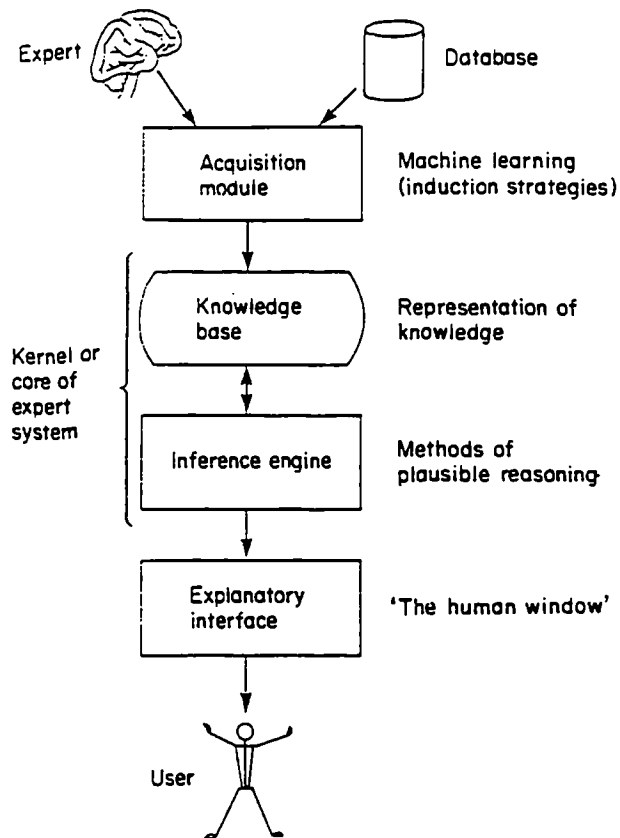 Expert
Database
Acquisition
module
Machine learning
(induction strategies)
Kernel or
core of
expert
system
Knowledge
base
Representation of
knowledge
Inference engine
Methods of
plausible reasoning
Explanatory
interface
'The human window'
User